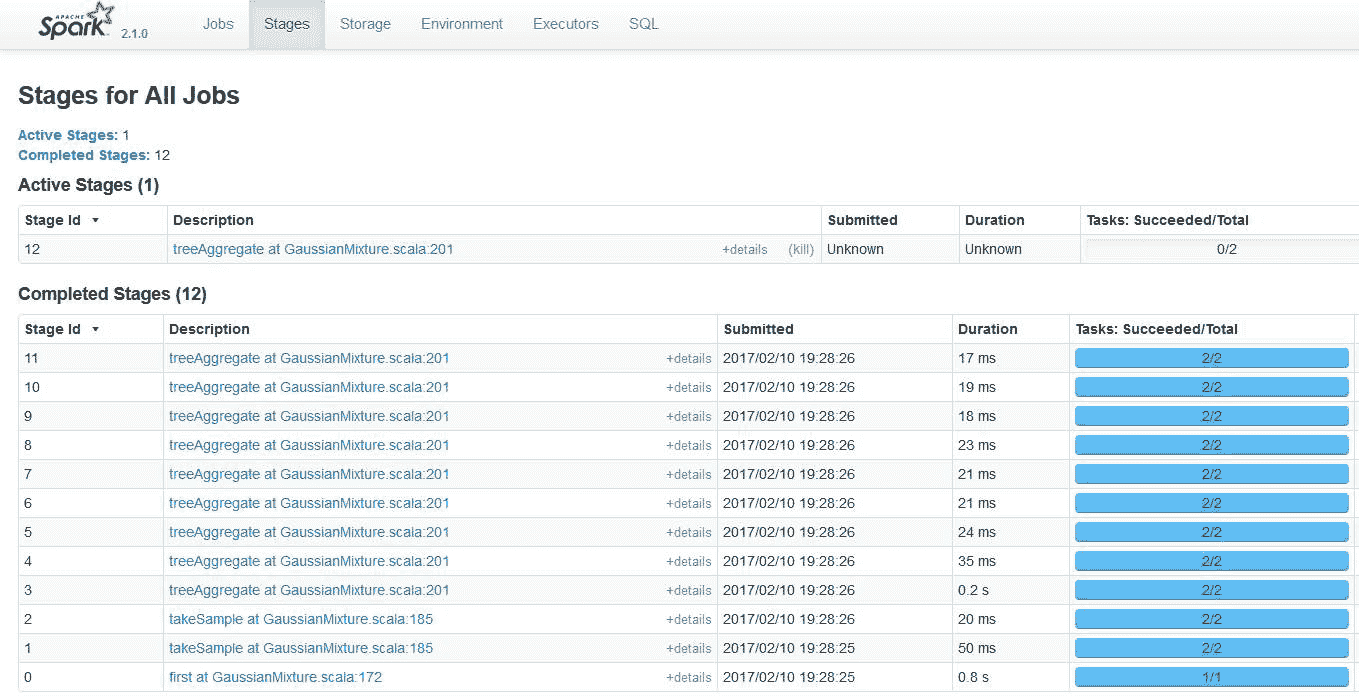 APACHE
Spark 2.1.0 Jobs Stages Storage Environment Executors SQL
Stages for All Jobs
Active Stages: 1
Completed Stages: 12
Active Stages (1)
Stage Id Description Submitted Duration Tasks: Succeeded/Total
12 treeAggregate at GaussianMixture.scala:201 +details (kill) Unknown Unknown 0/2
Completed Stages (12)
Stage Id Description Submitted Duration Tasks: Succeeded/Total
11 treeAggregate at GaussianMixture.scala:201 +details 2017/02/10 19:28:26 17 ms 2/2
10 treeAggregate at GaussianMixture.scala:201 +details 2017/02/10 19:28:26 19 ms 2/2
9 treeAggregate at GaussianMixture.scala:201 +details 2017/02/10 19:28:26 18 ms 2/2
8 treeAggregate at GaussianMixture.scala:201 +details 2017/02/10 19:28:26 23 ms 2/2
7 treeAggregate at GaussianMixture.scala:201 +details 2017/02/10 19:28:26 21 ms 2/2
6 treeAggregate at GaussianMixture.scala:201 +details 2017/02/10 19:28:26 21 ms 2/2
5 treeAggregate at GaussianMixture.scala:201 +details 2017/02/10 19:28:26 24 ms 2/2
4 treeAggregate at GaussianMixture.scala:201 +details 2017/02/10 19:28:26 35 ms 2/2
3 treeAggregate at GaussianMixture.scala:201 +details 2017/02/10 19:28:26 0.2 s 2/2
2 takeSample at GaussianMixture.scala:185 +details 2017/02/10 19:28:26 20 ms 2/2
1 takeSample at GaussianMixture.scala:185 +details 2017/02/10 19:28:25 50 ms 2/2
0 first at GaussianMixture.scala:172 +details 2017/02/10 19:28:25 0.8 s 1/1